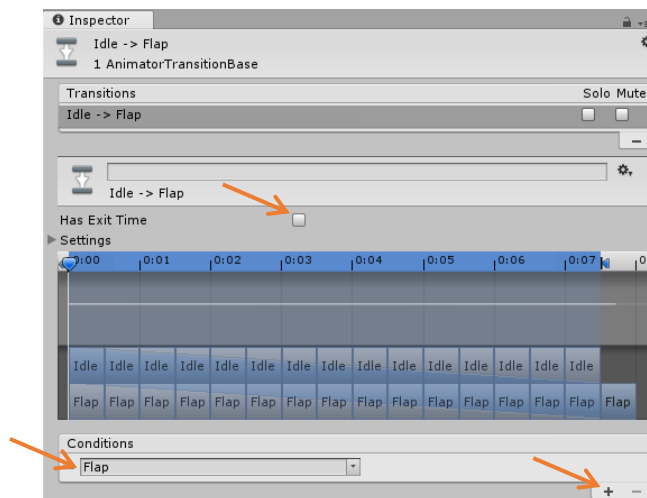 Inspector
Idle -> Flap
1 AnimatorTransitionBase
Transitions Solo Mute
Idle -> Flap
Idle -> Flap
Has Exit Time
Settings
0:00 0:01 0:02 0:03 0:04 0:05 0:06 0:07 0
Idle Idle Idle Idle Idle Idle Idle Idle Idle Idle Idle Idle Idle Idle Idle
Flap Flap Flap Flap Flap Flap Flap Flap Flap Flap Flap Flap Flap Flap Flap Flap
Conditions
Flap